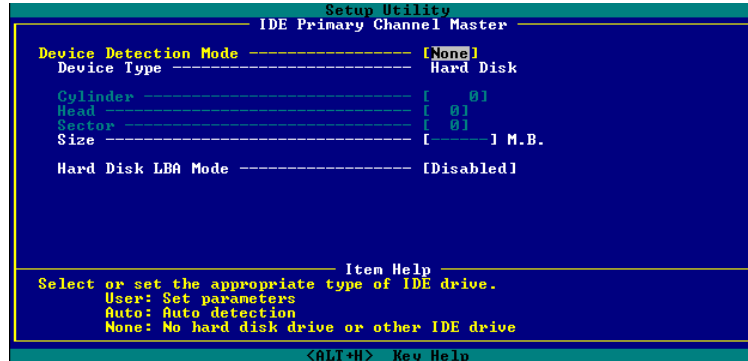 Setup Utility
IDE Primary Channel Master
Device Detection Mode ----------------- [None]
Device Type ------------------------- Hard Disk
Cylinder ---------------------------- [    0]
Head -------------------------------- [  0]
Sector ------------------------------ [  0]
Size -------------------------------- [------] M.B.
Hard Disk LBA Mode ------------------ [Disabled]
Item Help
Select or set the appropriate type of IDE drive.
User: Set parameters
Auto: Auto detection
None: No hard disk drive or other IDE drive
<ALT+H> Key Help